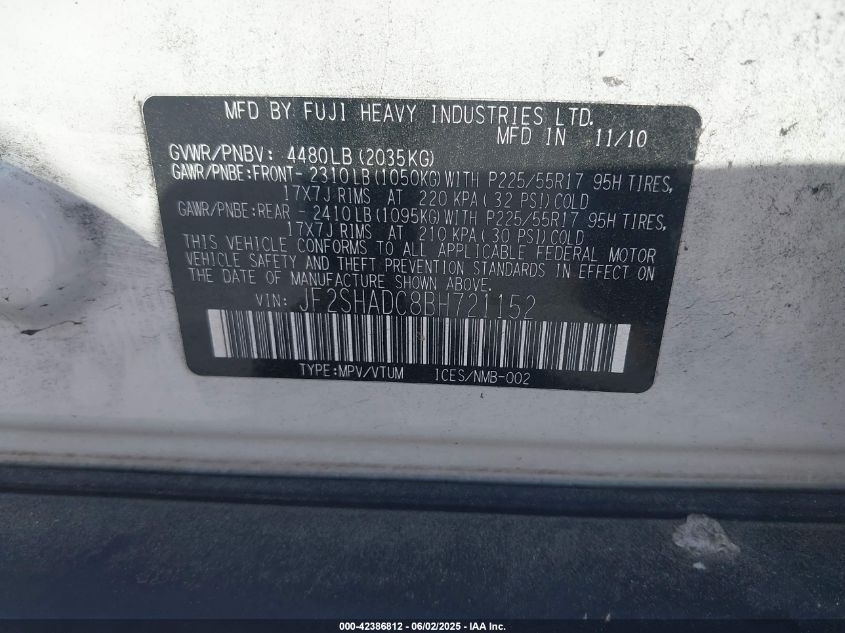 MFD BY FUJI HEAVY INDUSTRIES LTD.
MFD IN 11/10
GVWR/PNBV: 4480LB(2035KG)
GAWR/PNBE:FRONT- 2310LB(1050KG)WITH P225/55R17 95H TIRES,
17X7J RIMS AT 220 KPA(32 PSI)COLD
GAWR/PNBE:REAR - 2410LB(1095KG)WITH P225/55R17 95H TIRES,
17X7J RIMS AT 210 KPA(30 PSI)COLD
THIS VEHICLE CONFORMS TO ALL APPLICABLE FEDERAL MOTOR
VEHICLE SAFETY AND THEFT PREVENTION STANDARDS IN EFFECT ON
THE DATE OF MANUFACTURE SHOWN ABOVE.
VIN: JF2SHADC8BH721152
TYPE:MPV/VTUM ICES/NMB-002
000-42386812 - 06/02/2025 - IAA Inc.